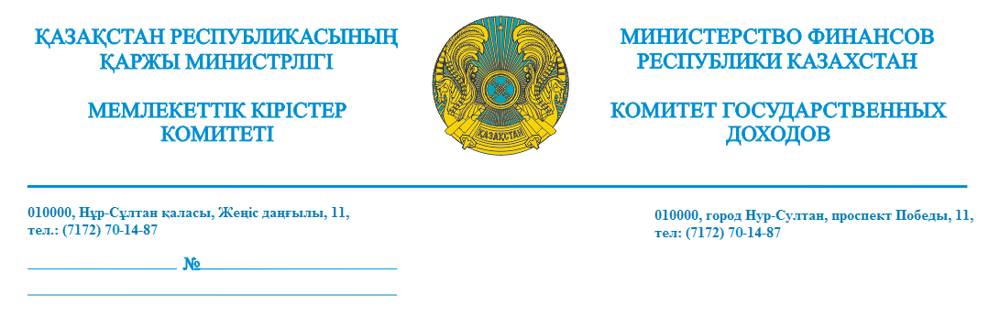 ҚАЗАҚСТАН РЕСПУБЛИКАСЫНЫҢ
ҚАРЖЫ МИНИСТРЛІГІ
МЕМЛЕКЕТТІК КІРІСТЕР
КОМИТЕТІ
ҚАЗАҚСТАН
МИНИСТЕРСТВО ФИНАНСОВ
РЕСПУБЛИКИ КАЗАХСТАН
КОМИТЕТ ГОСУДАРСТВЕННЫХ
ДОХОДОВ
010000, Нұр-Сұлтан қаласы, Жеңіс даңғылы, 11,
тел.: (7172) 70-14-87
010000, город Нур-Султан, проспект Победы, 11,
тел: (7172) 70-14-87
№